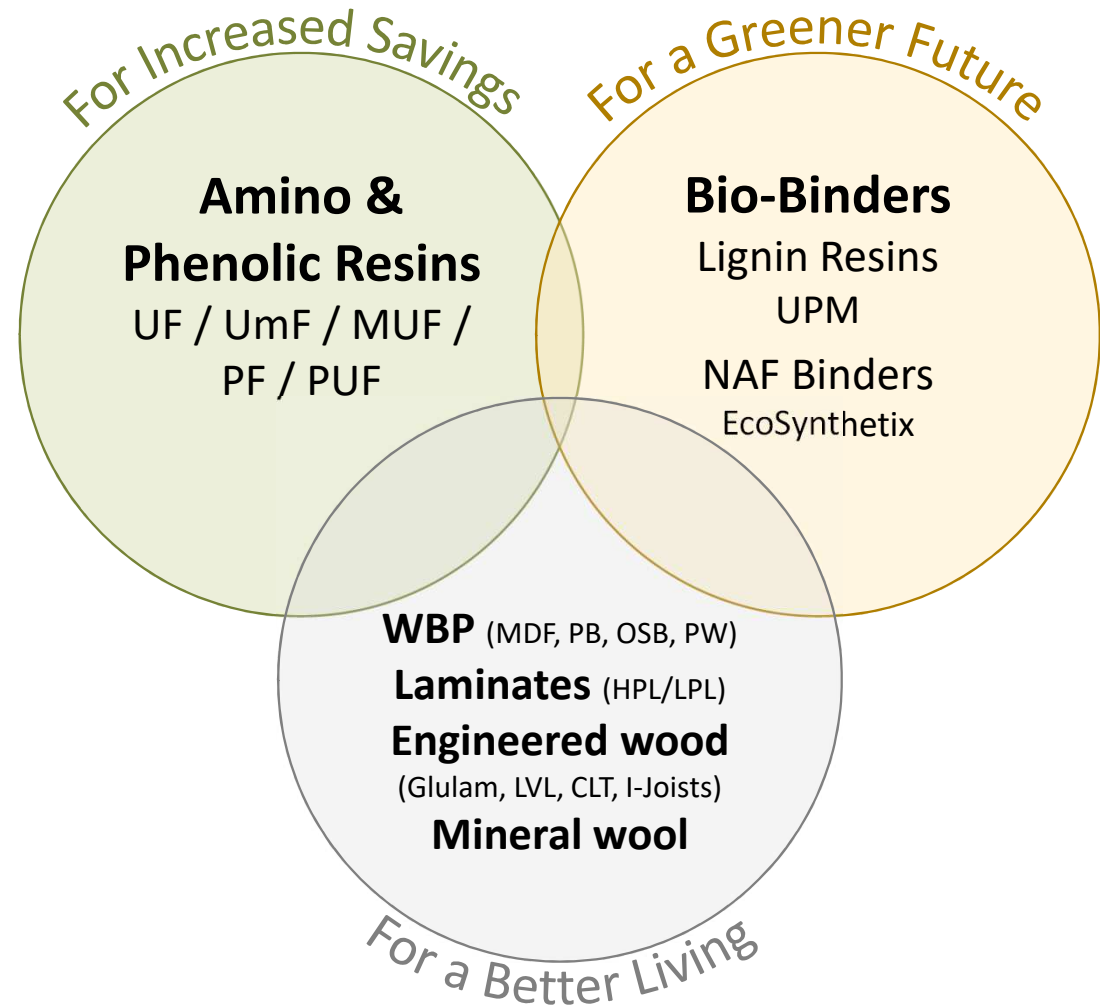 For Increased Savings
Amino &
Phenolic Resins
UF / UmF / MUF /
PF / PUF
For a Greener Future
Bio-Binders
Lignin Resins
UPM
NAF Binders
EcoSynthetix
WBP (MDF, PB, OSB, PW)
Laminates (HPL/LPL)
Engineered wood
(Glulam, LVL, CLT, I-Joists)
Mineral wool
For a Better Living